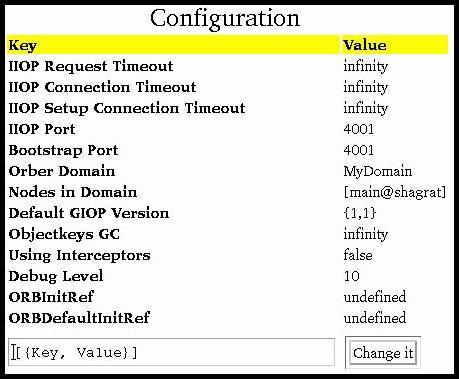 Configuration
Key Value
IIOP Request Timeout infinity
IIOP Connection Timeout infinity
IIOP Setup Connection Timeout infinity
IIOP Port 4001
Bootstrap Port 4001
Orber Domain MyDomain
Nodes in Domain [main@shagrat]
Default GIOP Version {1,1}
Objectkeys GC infinity
Using Interceptors false
Debug Level 10
ORBInitRef undefined
ORBDefaultInitRef undefined
[{Key, Value}] Change it